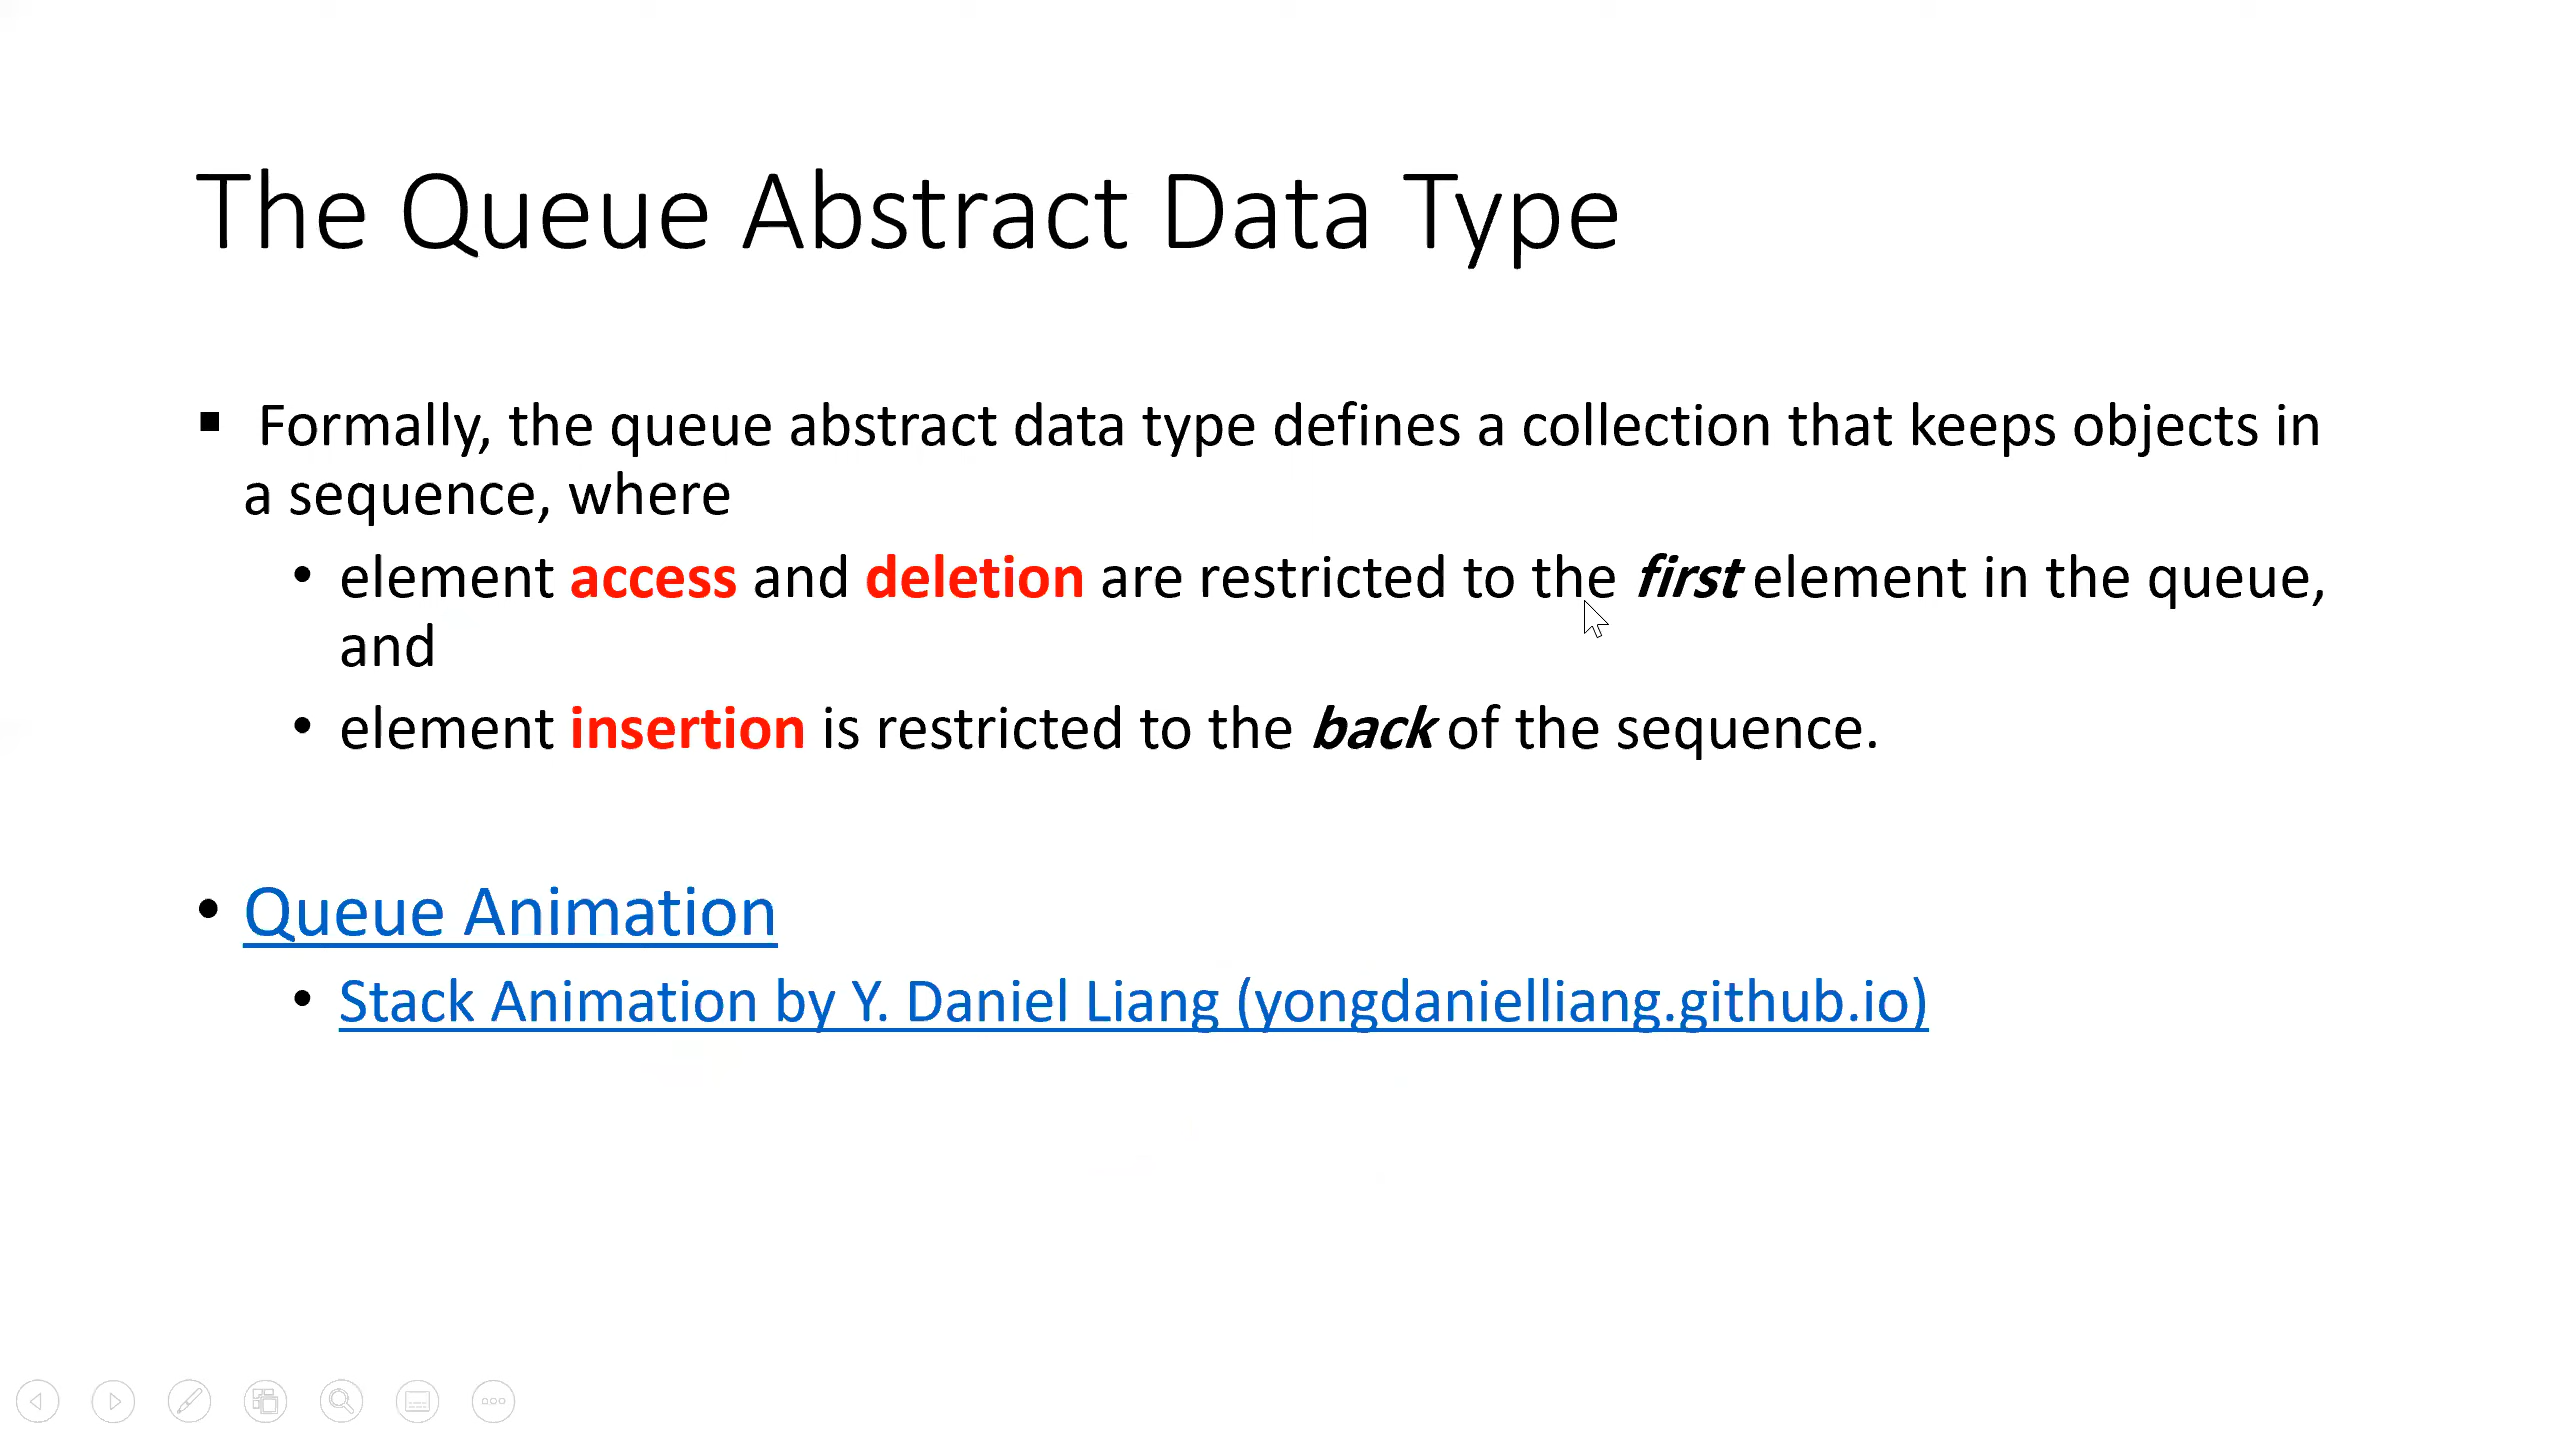 The Queue Abstract Data Type
▪ Formally, the queue abstract data type defines a collection that keeps objects in
a sequence, where
• element access and deletion are restricted to the first element in the queue,
and
• element insertion is restricted to the back of the sequence.
• Queue Animation
• Stack Animation by Y. Daniel Liang (yongdanielliang.github.io)